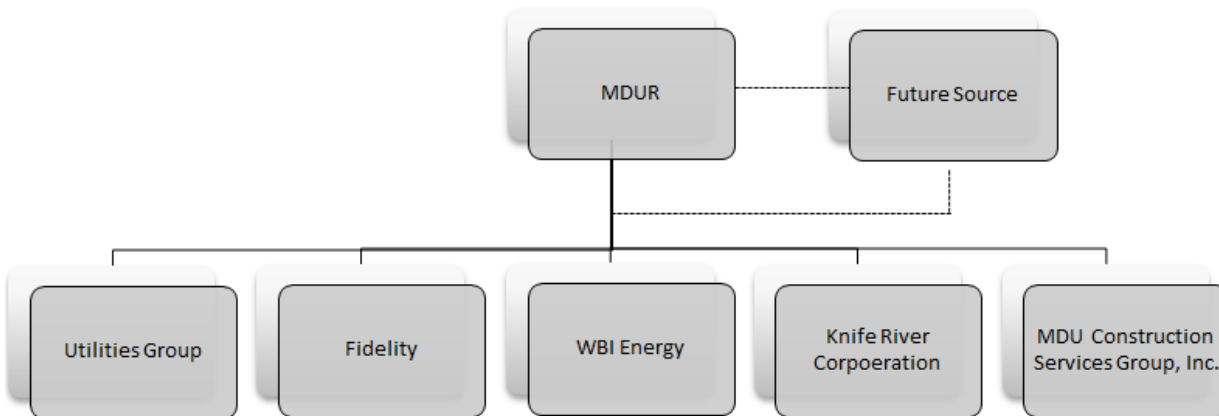 MDUR
Future Source
Utilities Group
Fidelity
WBI Energy
Knife River
Corpoeration
MDU Construction
Services Group, Inc.